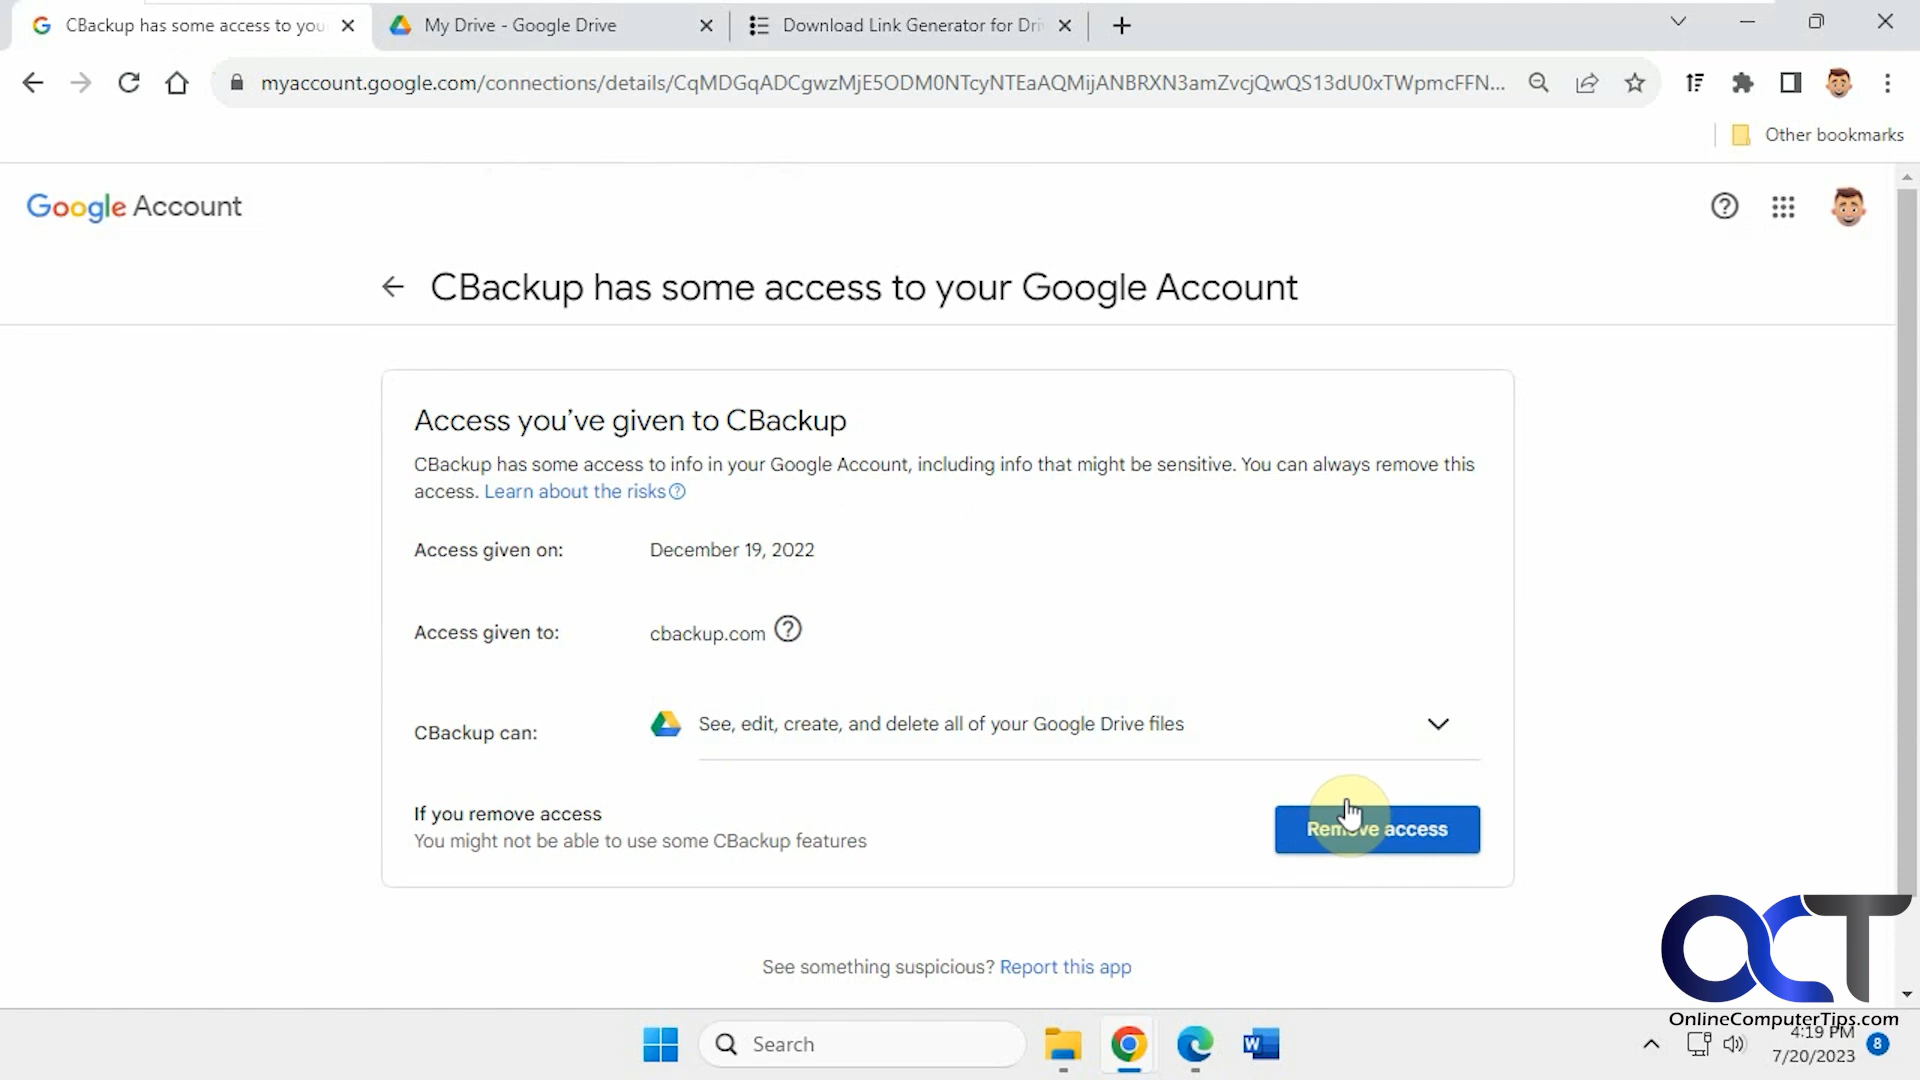 CBackup has some access to you
My Drive - Google Drive
Download Link Generator for Dri
myaccount.google.com/connections/details/CqMDGqADCgwzMjE5ODM0NTcyNTEaAQMijANBRXN3amZvcjQwQS13dU0xTWpmcFFN...
Other bookmarks
Google Account
CBackup has some access to your Google Account
Access you've given to CBackup
CBackup has some access to info in your Google Account, including info that might be sensitive. You can always remove this
access. Learn about the risks
Access given on: December 19, 2022
Access given to: cbackup.com
CBackup can: See, edit, create, and delete all of your Google Drive files
If you remove access
You might not be able to use some CBackup features
Remove access
See something suspicious? Report this app
OCT
OnlineComputerTips.com
Search
4:19 PM
7/20/2023
8